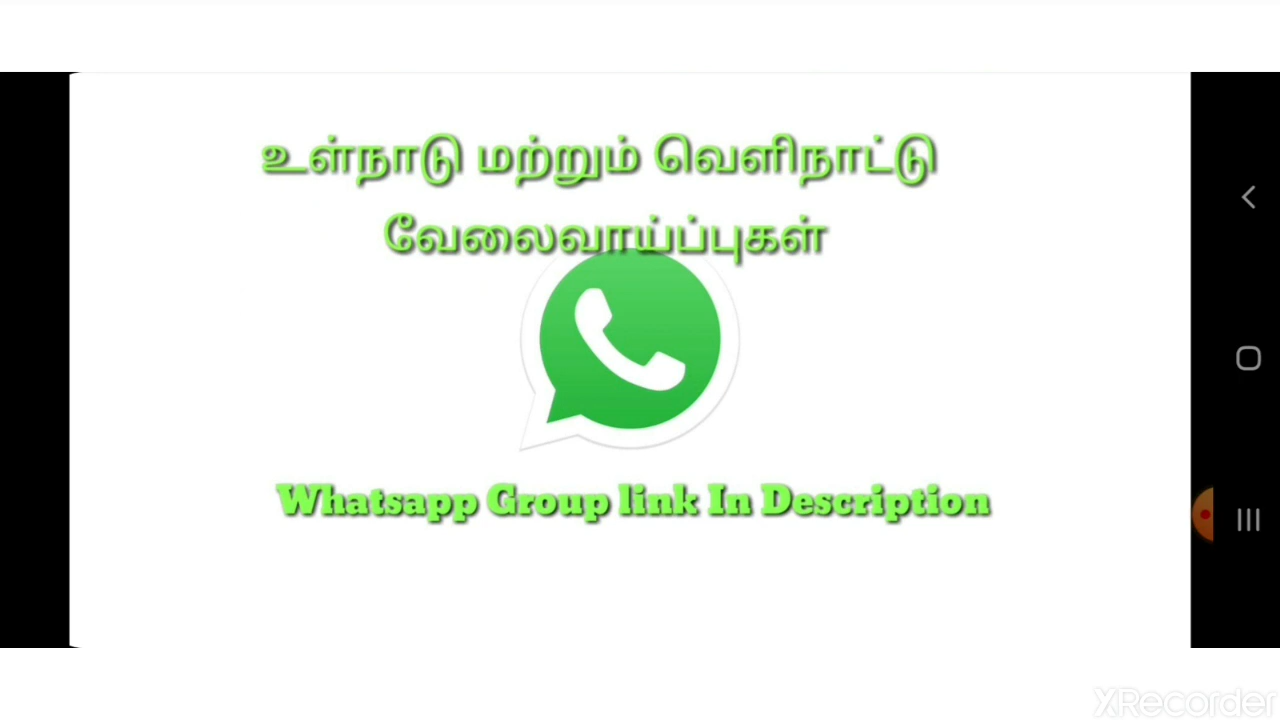 உள்நாடு மற்றும் வெளிநாட்டு
வேலைவாய்ப்புகள்
Whatsapp Group link In Description
XRecorder